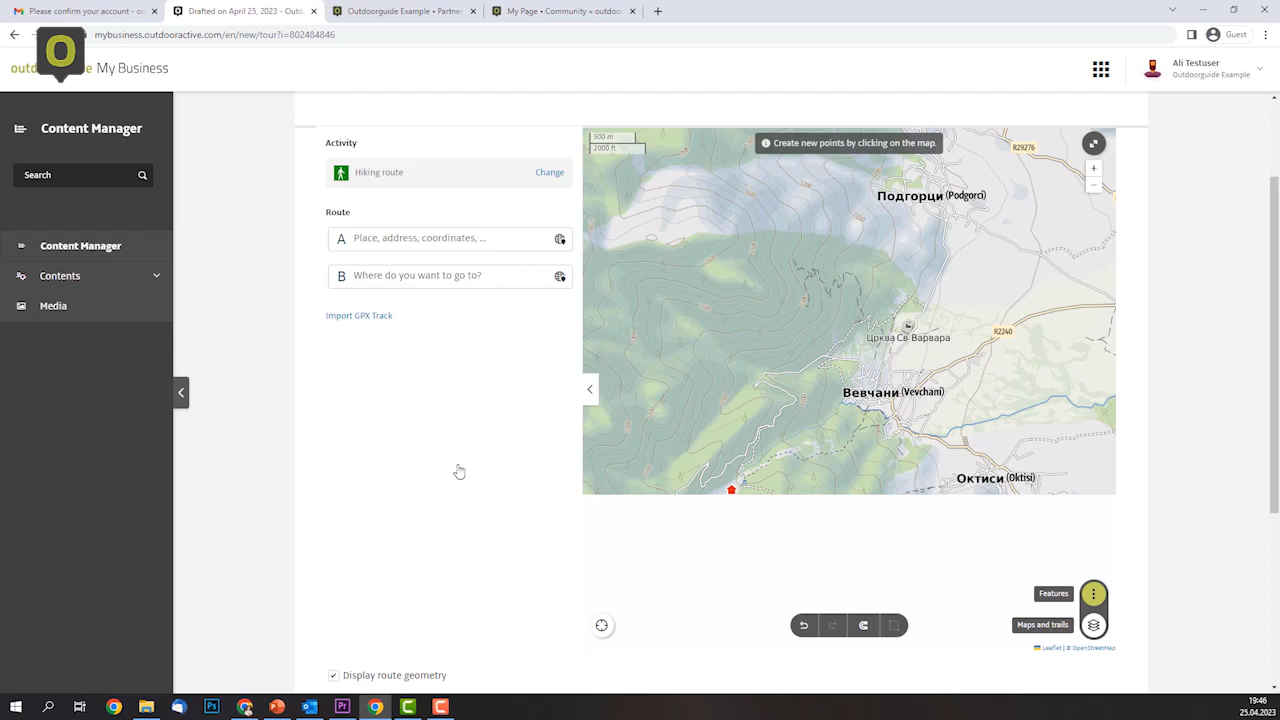 Please confirm your account - ou
Drafted on April 25, 2023 - Outdo
Outdoorguide Example - Partner
My Page - Community » outdoo
mybusiness.outdooractive.com/en/new/tour?i=802484846
Guest
My Business
Ali Testuser
Outdoorguide Example
Content Manager
Search
Content Manager
Contents
Media
Activity
Hiking route
Change
Route
A Place, address, coordinates, ...
B Where do you want to go to?
Import GPX Track
500 m
2000 ft
Create new points by clicking on the map.
R29276
Подгорци (Podgorci)
R2240
Црква Св Варвара
Вевчани (Vevchani)
Октиси (Oktisi)
Features
Maps and trails
Leaflet | © OpenStreetMap
Display route geometry
19:46
25.04.2023